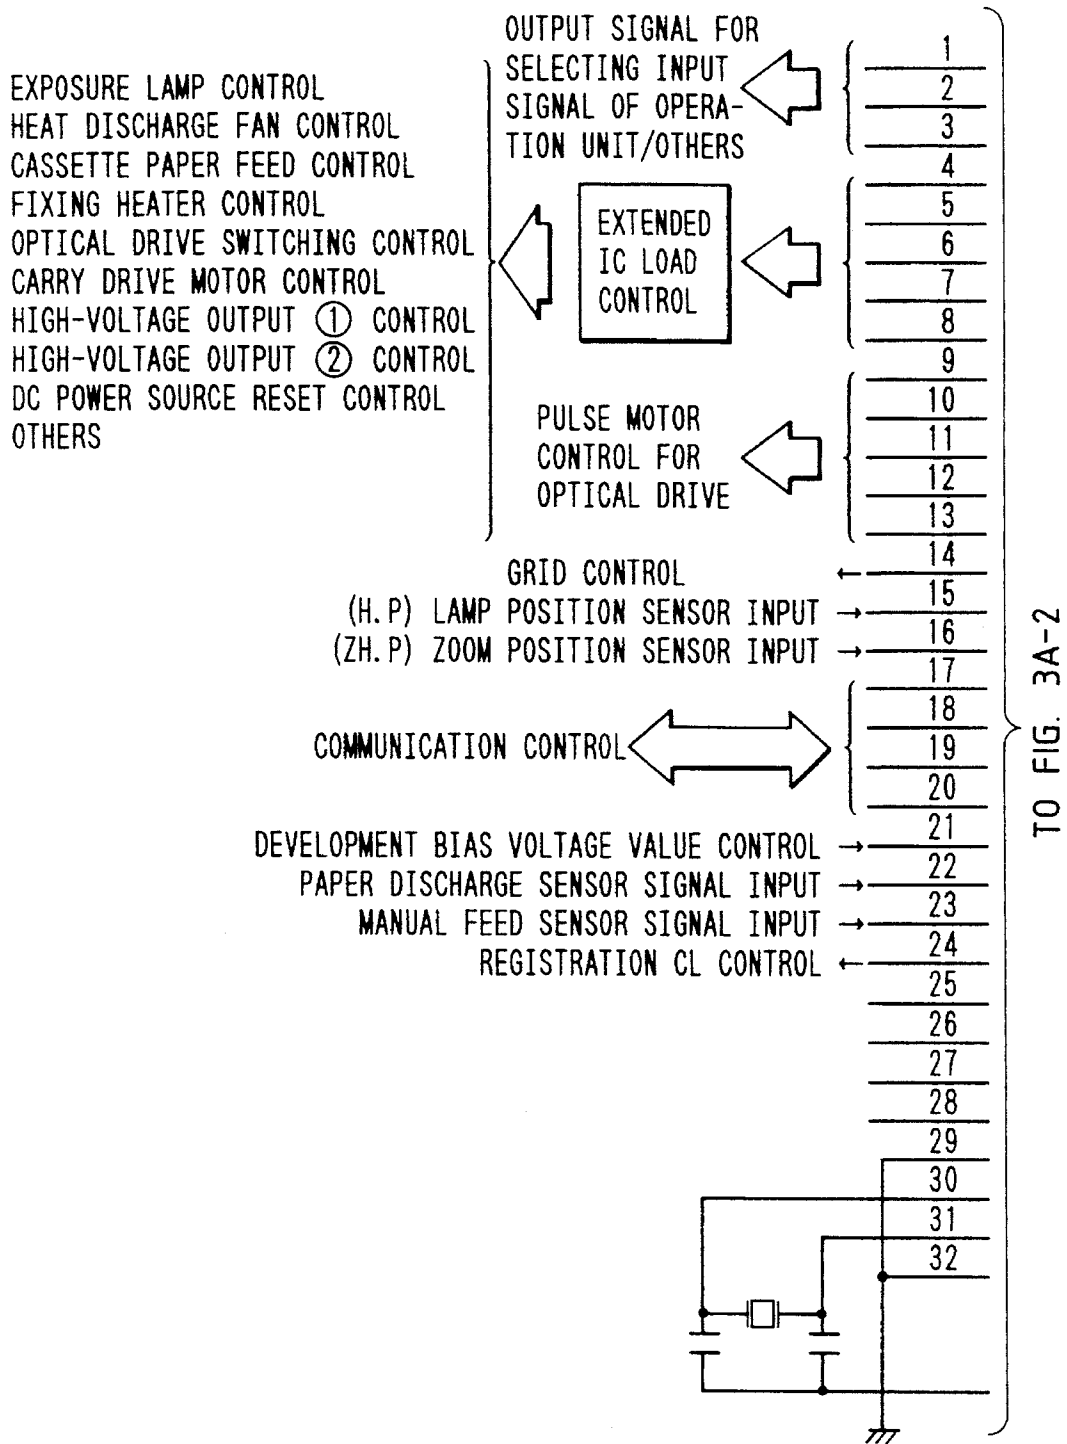 OUTPUT SIGNAL FOR
SELECTING INPUT
SIGNAL OF OPERA-
TION UNIT/OTHERS
EXPOSURE LAMP CONTROL
HEAT DISCHARGE FAN CONTROL
CASSETTE PAPER FEED CONTROL
FIXING HEATER CONTROL
OPTICAL DRIVE SWITCHING CONTROL
CARRY DRIVE MOTOR CONTROL
HIGH-VOLTAGE OUTPUT ① CONTROL
HIGH-VOLTAGE OUTPUT ② CONTROL
DC POWER SOURCE RESET CONTROL
OTHERS
EXTENDED
IC LOAD
CONTROL
PULSE MOTOR
CONTROL FOR
OPTICAL DRIVE
GRID CONTROL
(H.P) LAMP POSITION SENSOR INPUT
(ZH.P) ZOOM POSITION SENSOR INPUT
COMMUNICATION CONTROL
DEVELOPMENT BIAS VOLTAGE VALUE CONTROL
PAPER DISCHARGE SENSOR SIGNAL INPUT
MANUAL FEED SENSOR SIGNAL INPUT
REGISTRATION CL CONTROL
1
2
3
4
5
6
7
8
9
10
11
12
13
14
15
16
17
18
19
20
21
22
23
24
25
26
27
28
29
30
31
32
TO FIG. 3A-2